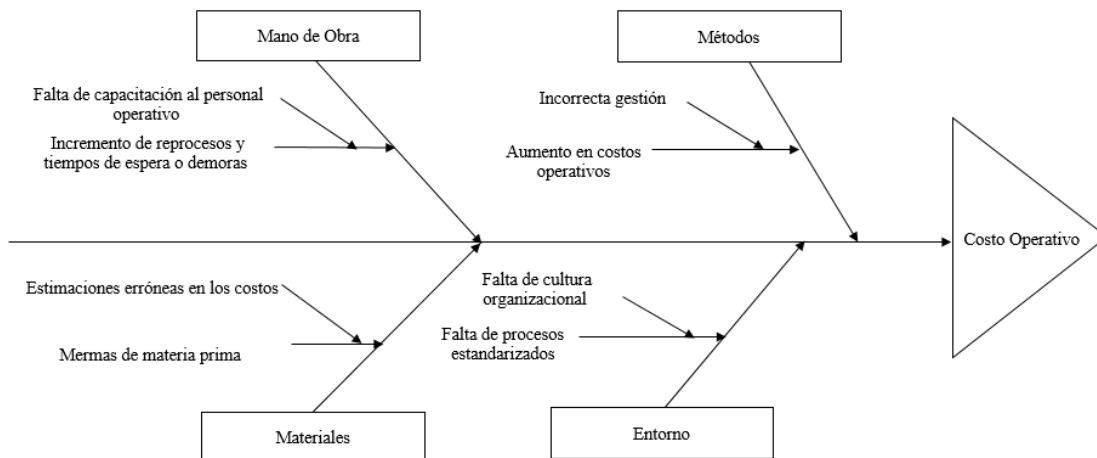 Mano de Obra
Métodos
Falta de capacitación al personal
operativo
Incremento de reprocesos y
tiempos de espera o demoras
Incorrecta gestión
Aumento en costos
operativos
Costo Operativo
Estimaciones erróneas en los costos
Mermas de materia prima
Falta de cultura
organizacional
Falta de procesos
estandarizados
Materiales
Entorno